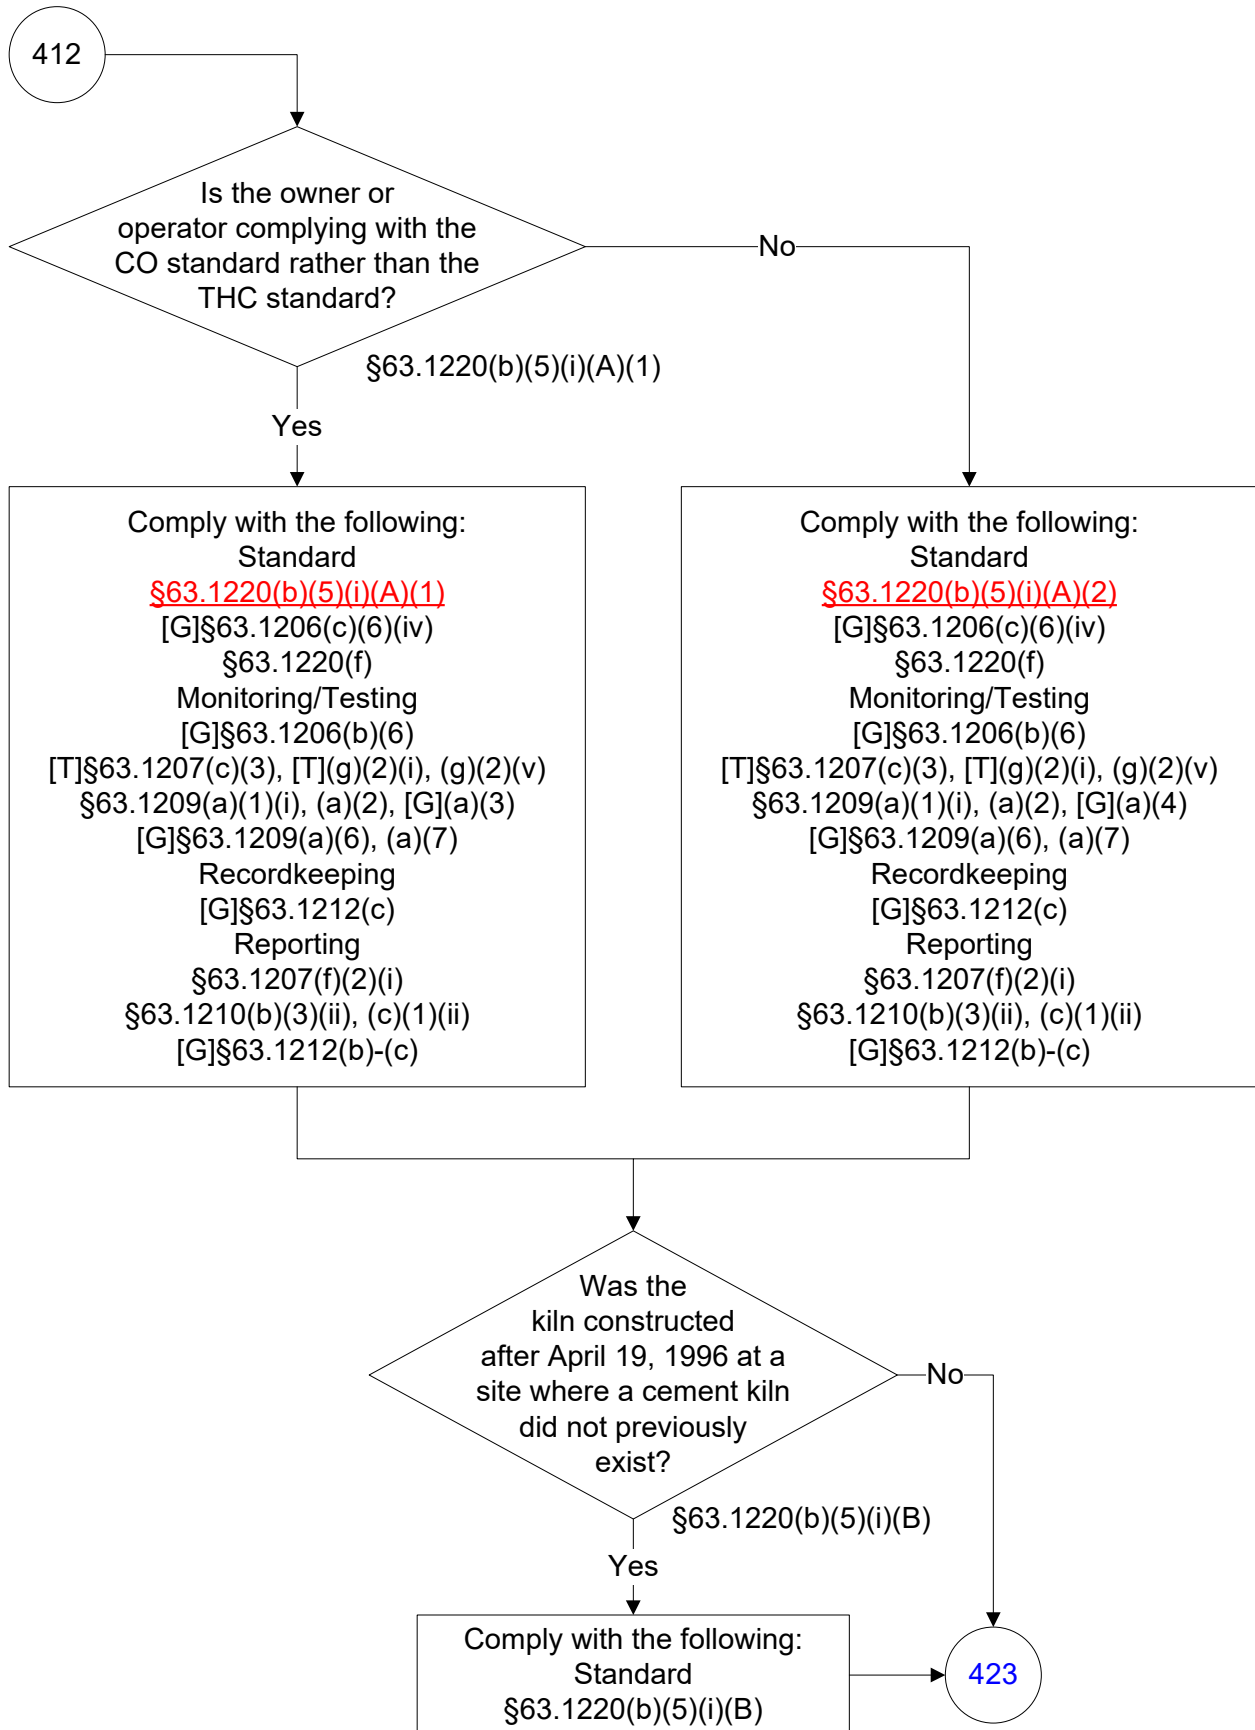 412
Is the owner or
operator complying with the
CO standard rather than the
THC standard?
No
§63.1220(b)(5)(i)(A)(1)
Yes
Comply with the following:
Standard
§63.1220(b)(5)(i)(A)(1)
[G]§63.1206(c)(6)(iv)
§63.1220(f)
Monitoring/Testing
[G]§63.1206(b)(6)
[T]§63.1207(c)(3), [T](g)(2)(i), (g)(2)(v)
§63.1209(a)(1)(i), (a)(2), [G](a)(3)
[G]§63.1209(a)(6), (a)(7)
Recordkeeping
[G]§63.1212(c)
Reporting
§63.1207(f)(2)(i)
§63.1210(b)(3)(ii), (c)(1)(ii)
[G]§63.1212(b)-(c)
Comply with the following:
Standard
§63.1220(b)(5)(i)(A)(2)
[G]§63.1206(c)(6)(iv)
§63.1220(f)
Monitoring/Testing
[G]§63.1206(b)(6)
[T]§63.1207(c)(3), [T](g)(2)(i), (g)(2)(v)
§63.1209(a)(1)(i), (a)(2), [G](a)(4)
[G]§63.1209(a)(6), (a)(7)
Recordkeeping
[G]§63.1212(c)
Reporting
§63.1207(f)(2)(i)
§63.1210(b)(3)(ii), (c)(1)(ii)
[G]§63.1212(b)-(c)
Was the
kiln constructed
after April 19, 1996 at a
site where a cement kiln
did not previously
exist?
No
§63.1220(b)(5)(i)(B)
Yes
Comply with the following:
Standard
§63.1220(b)(5)(i)(B)
423